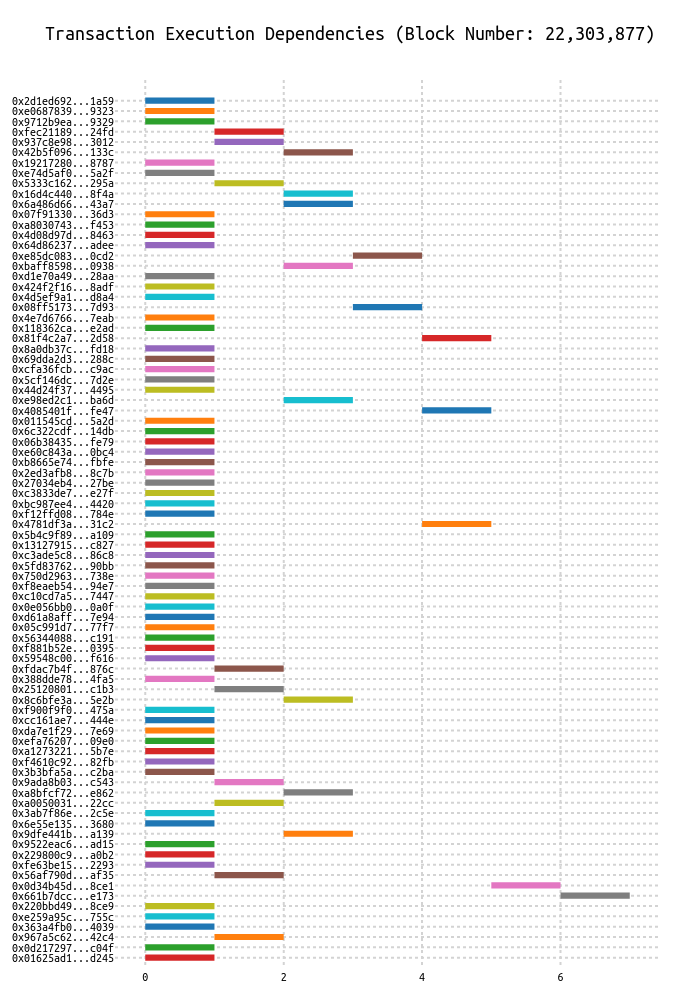 Transaction Execution Dependencies (Block Number: 22,303,877)
0x2d1ed692...1a59
0xe0687839...9323
0x9712b9ea...9329
0xfec21189...24fd
0x937c8e98...3012
0x42b5f096...133c
0x19217280...8787
0xe74d5af0...5a2f
0x5333c162...295a
0x16d4c440...8f4a
0x6a486d66...43a7
0x07f91330...36d3
0xa8030743...f453
0x4d08d97d...8463
0x64d86237...adee
0xe85dc083...0cd2
0xbaff8598...0938
0xd1e70a49...28aa
0x424f2f16...8adf
0x4d5ef9a1...d8a4
0x08ff5173...7d93
0x4e7d6766...7eab
0x118362ca...e2ad
0x81f4c2a7...2d58
0x8a0db37c...fd18
0x69dda2d3...288c
0xcfa36fcb...c9ac
0x5cf146dc...7d2e
0x44d24f37...4495
0xe98ed2c1...ba6d
0x4085401f...fe47
0x011545cd...5a2d
0x6c322cdf...14db
0x06b38435...fe79
0xe60c843a...0bc4
0xb8665e74...fbfe
0x2ed3afb8...8c7b
0x27034eb4...27be
0xc3833de7...e27f
0xbc987ee4...4420
0xf12ffd08...784e
0x4781df3a...31c2
0x5b4c9f89...a109
0x13127915...c827
0xc3ade5c8...86c8
0x5fd83762...90bb
0x750d2963...738e
0xf8eaeb54...94e7
0xc10cd7a5...7447
0x0e056bb0...0a0f
0xd61a8aff...7e94
0x05c991d7...77f7
0x56344088...c191
0xf881b52e...0395
0x59548c00...f616
0xfdac7b4f...876c
0x388dde78...4fa5
0x25120801...c1b3
0x8c6bfe3a...5e2b
0xf900f9f0...475a
0xcc161ae7...444e
0xda7e1f29...7e69
0xefa76207...09e0
0xa1273221...5b7e
0xf4610c92...82fb
0x3b3bfa5a...c2ba
0x9ada8b03...c543
0xa8bfcf72...e862
0xa0050031...22cc
0x3ab7f86e...2c5e
0x6e55e135...3680
0x9dfe441b...a139
0x9522eac6...ad15
0x229800c9...a0b2
0xfe63be15...2293
0x56af790d...af35
0x0d34b45d...8ce1
0x661b7dcc...e173
0x220bbd49...8ce9
0xe259a95c...755c
0x363a4fb0...4039
0x967a5c62...42c4
0x0d217297...c04f
0x01625ad1...d245
0 2 4 6